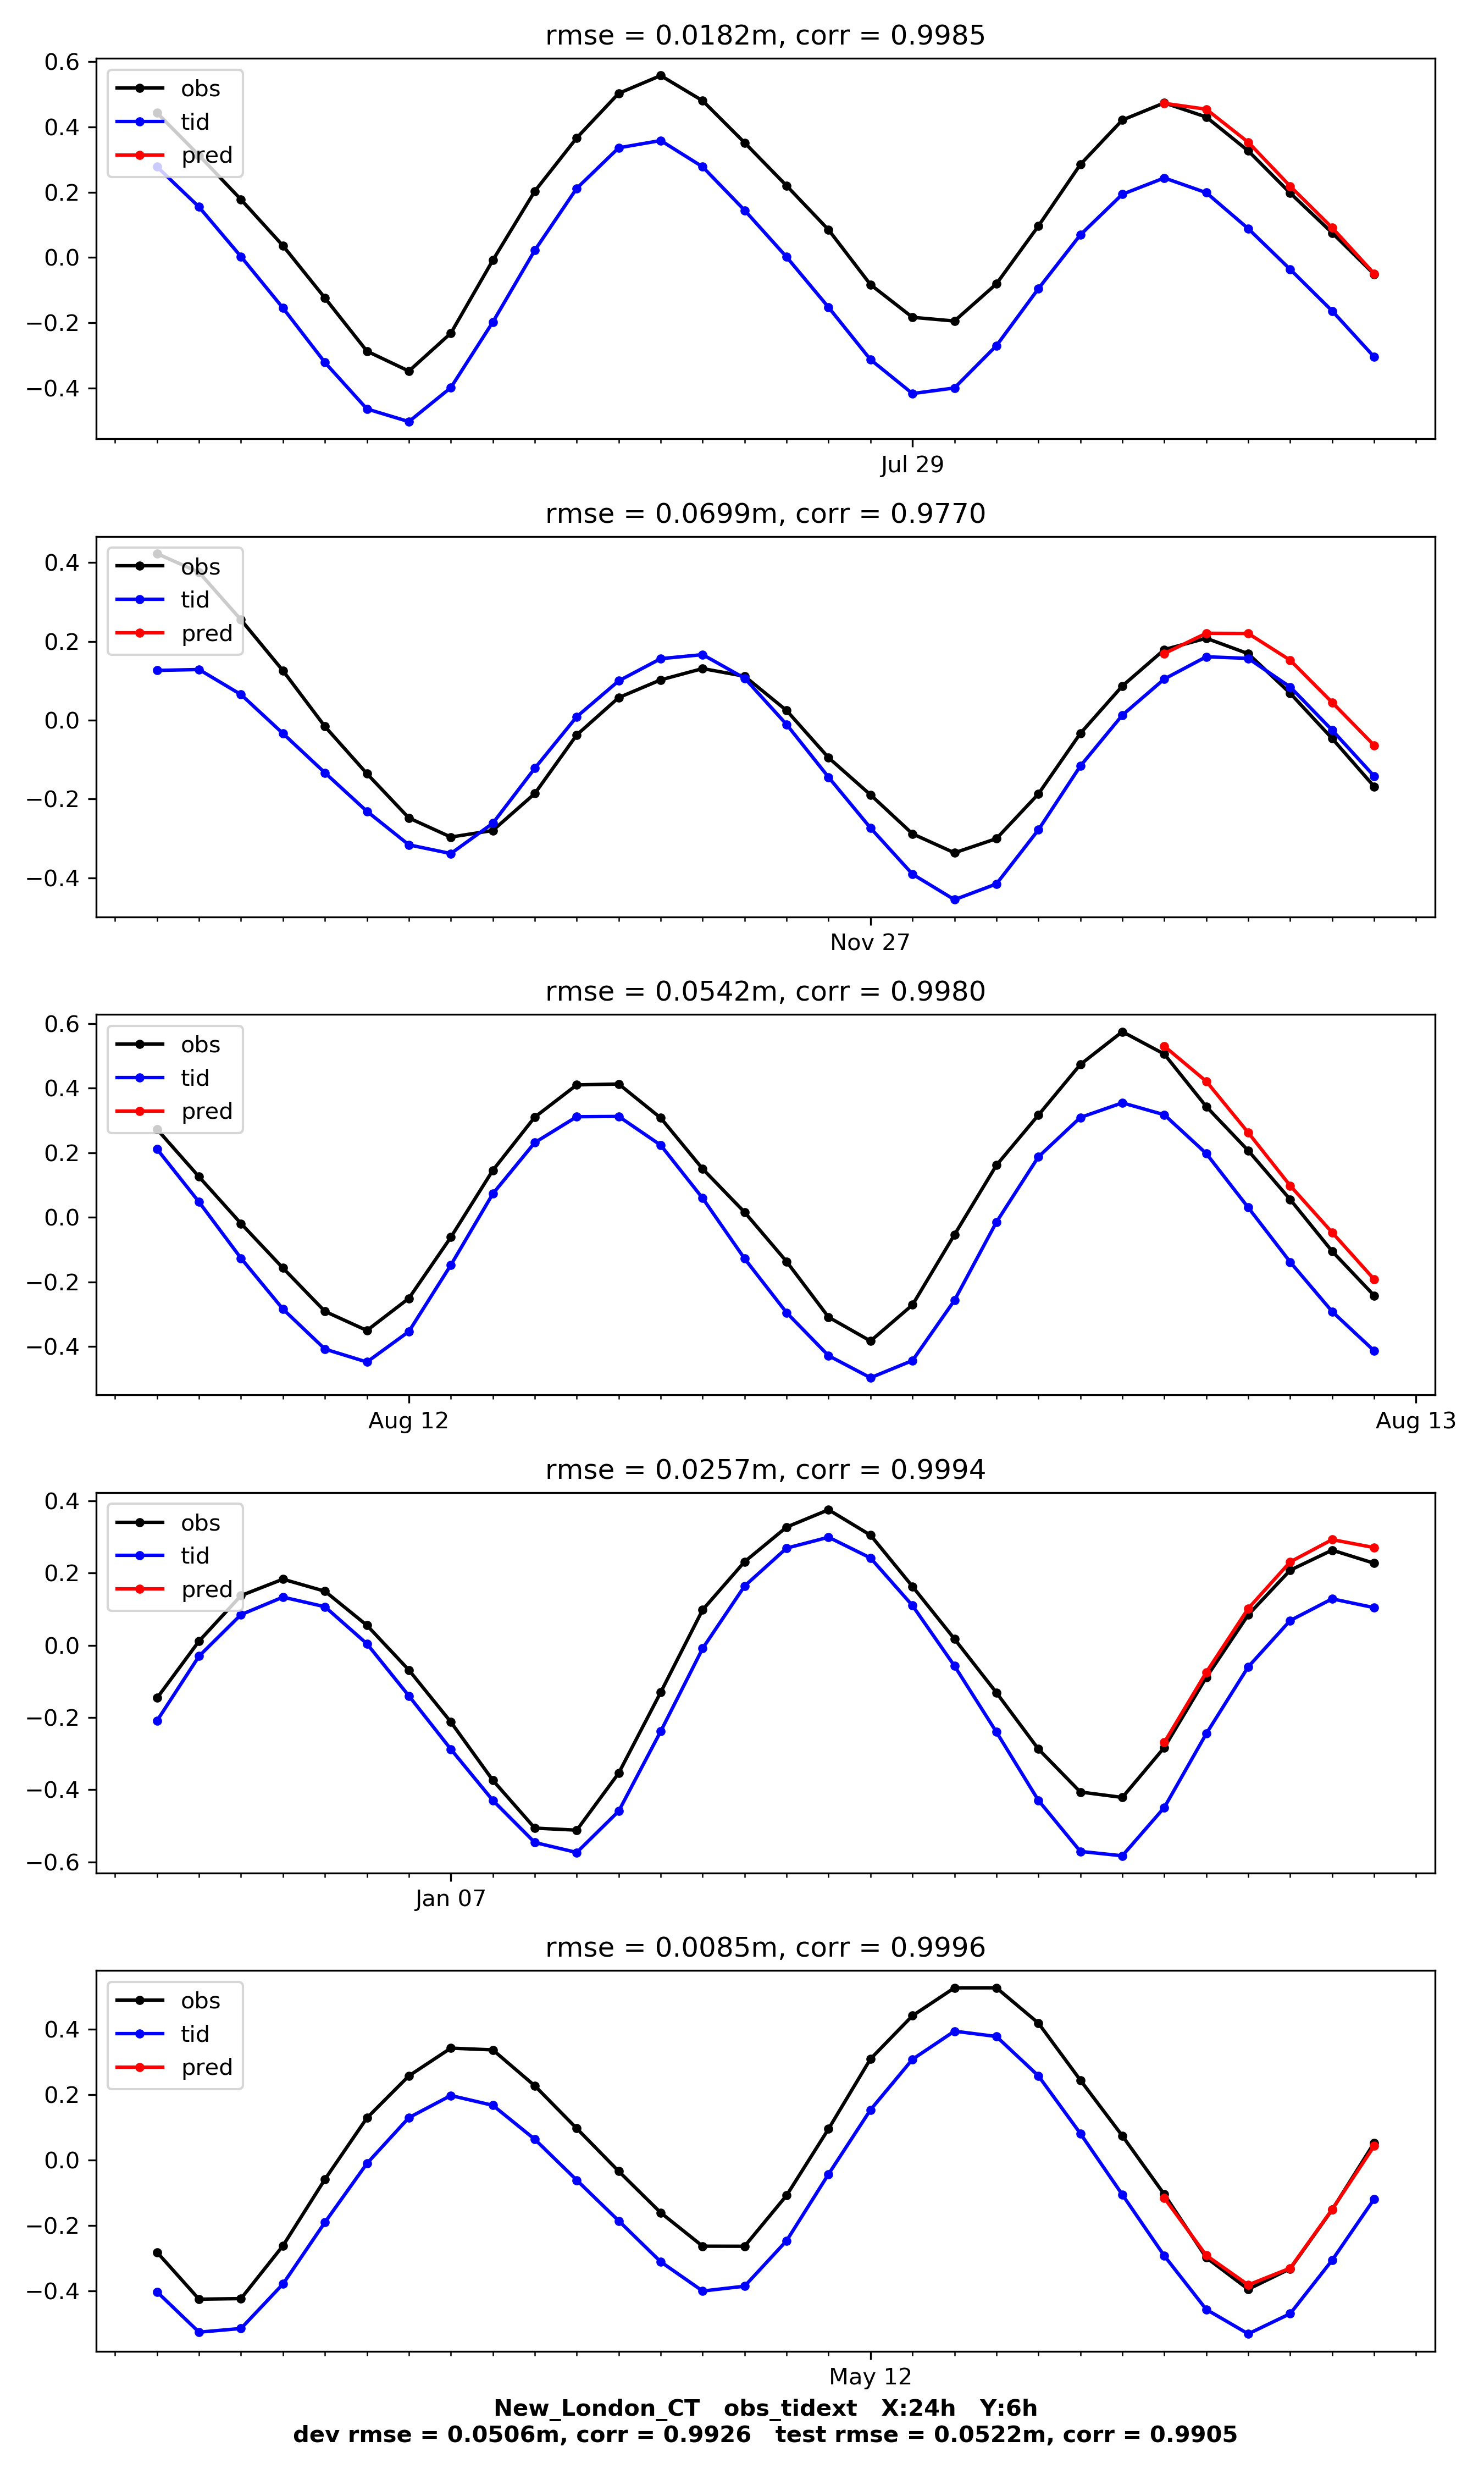 rmse = 0.0182m, corr = 0.9985
0.6
0.4
0.2
0.0
−0.2
−0.4
obs
tid
pred
Jul 29
rmse = 0.0699m, corr = 0.9770
0.4
0.2
0.0
−0.2
−0.4
obs
tid
pred
Nov 27
rmse = 0.0542m, corr = 0.9980
0.6
0.4
0.2
0.0
−0.2
−0.4
obs
tid
pred
Aug 12 Aug 13
rmse = 0.0257m, corr = 0.9994
0.4
0.2
0.0
−0.2
−0.4
−0.6
obs
tid
pred
Jan 07
rmse = 0.0085m, corr = 0.9996
0.4
0.2
0.0
−0.2
−0.4
obs
tid
pred
May 12
New_London_CT obs_tidext X:24h Y:6h
dev rmse = 0.0506m, corr = 0.9926 test rmse = 0.0522m, corr = 0.9905